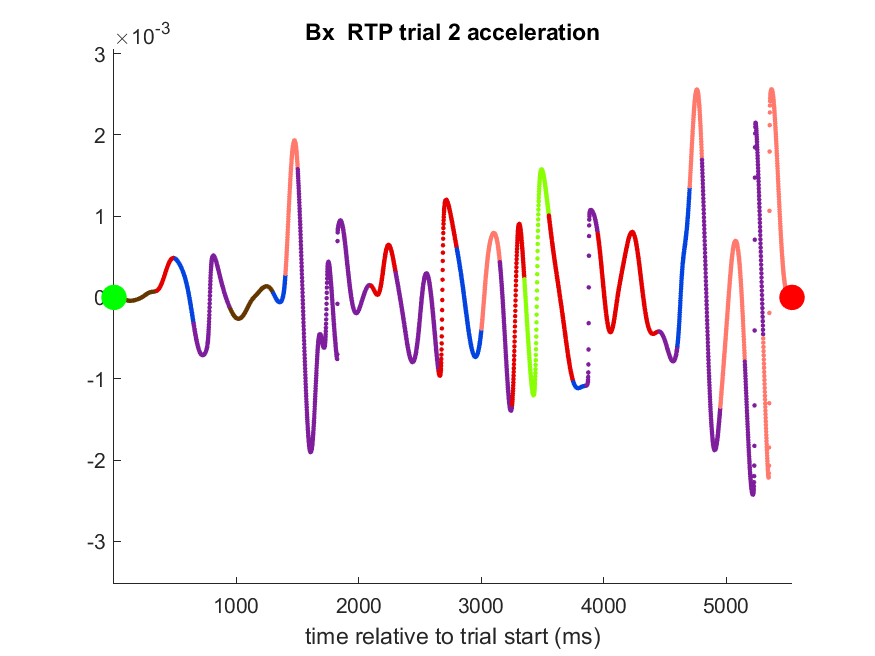 Bx  RTP trial 2 acceleration
×10-3
3
2
1
0
-1
-2
-3
1000 2000 3000 4000 5000
time relative to trial start (ms)